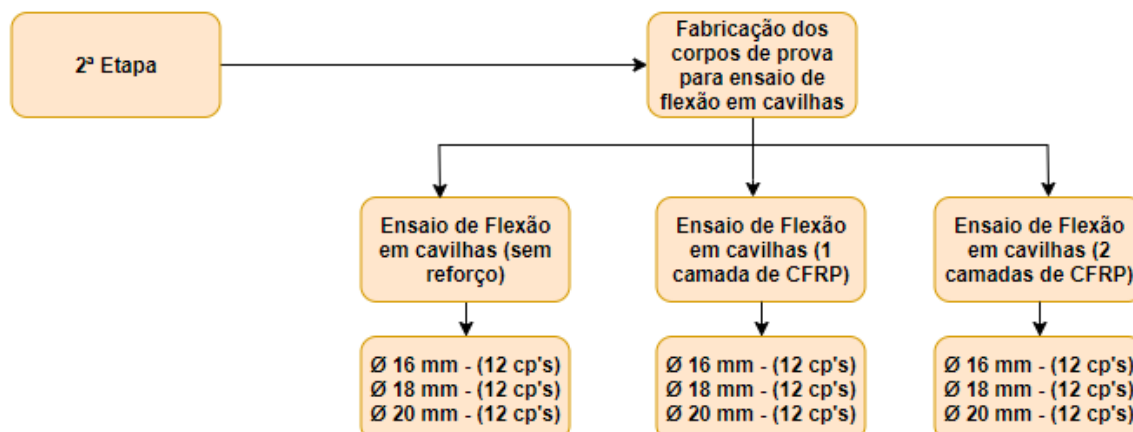 2ª Etapa
Fabricação dos
corpos de prova
para ensaio de
flexão em cavilhas
Ensaio de Flexão
em cavilhas (sem
reforço)
Ensaio de Flexão
em cavilhas (1
camada de CFRP)
Ensaio de Flexão
em cavilhas (2
camadas de CFRP)
Ø 16 mm - (12 cp's)
Ø 18 mm - (12 cp's)
Ø 20 mm - (12 cp's)
Ø 16 mm - (12 cp's)
Ø 18 mm - (12 cp's)
Ø 20 mm - (12 cp's)
Ø 16 mm - (12 cp's)
Ø 18 mm - (12 cp's)
Ø 20 mm - (12 cp's)